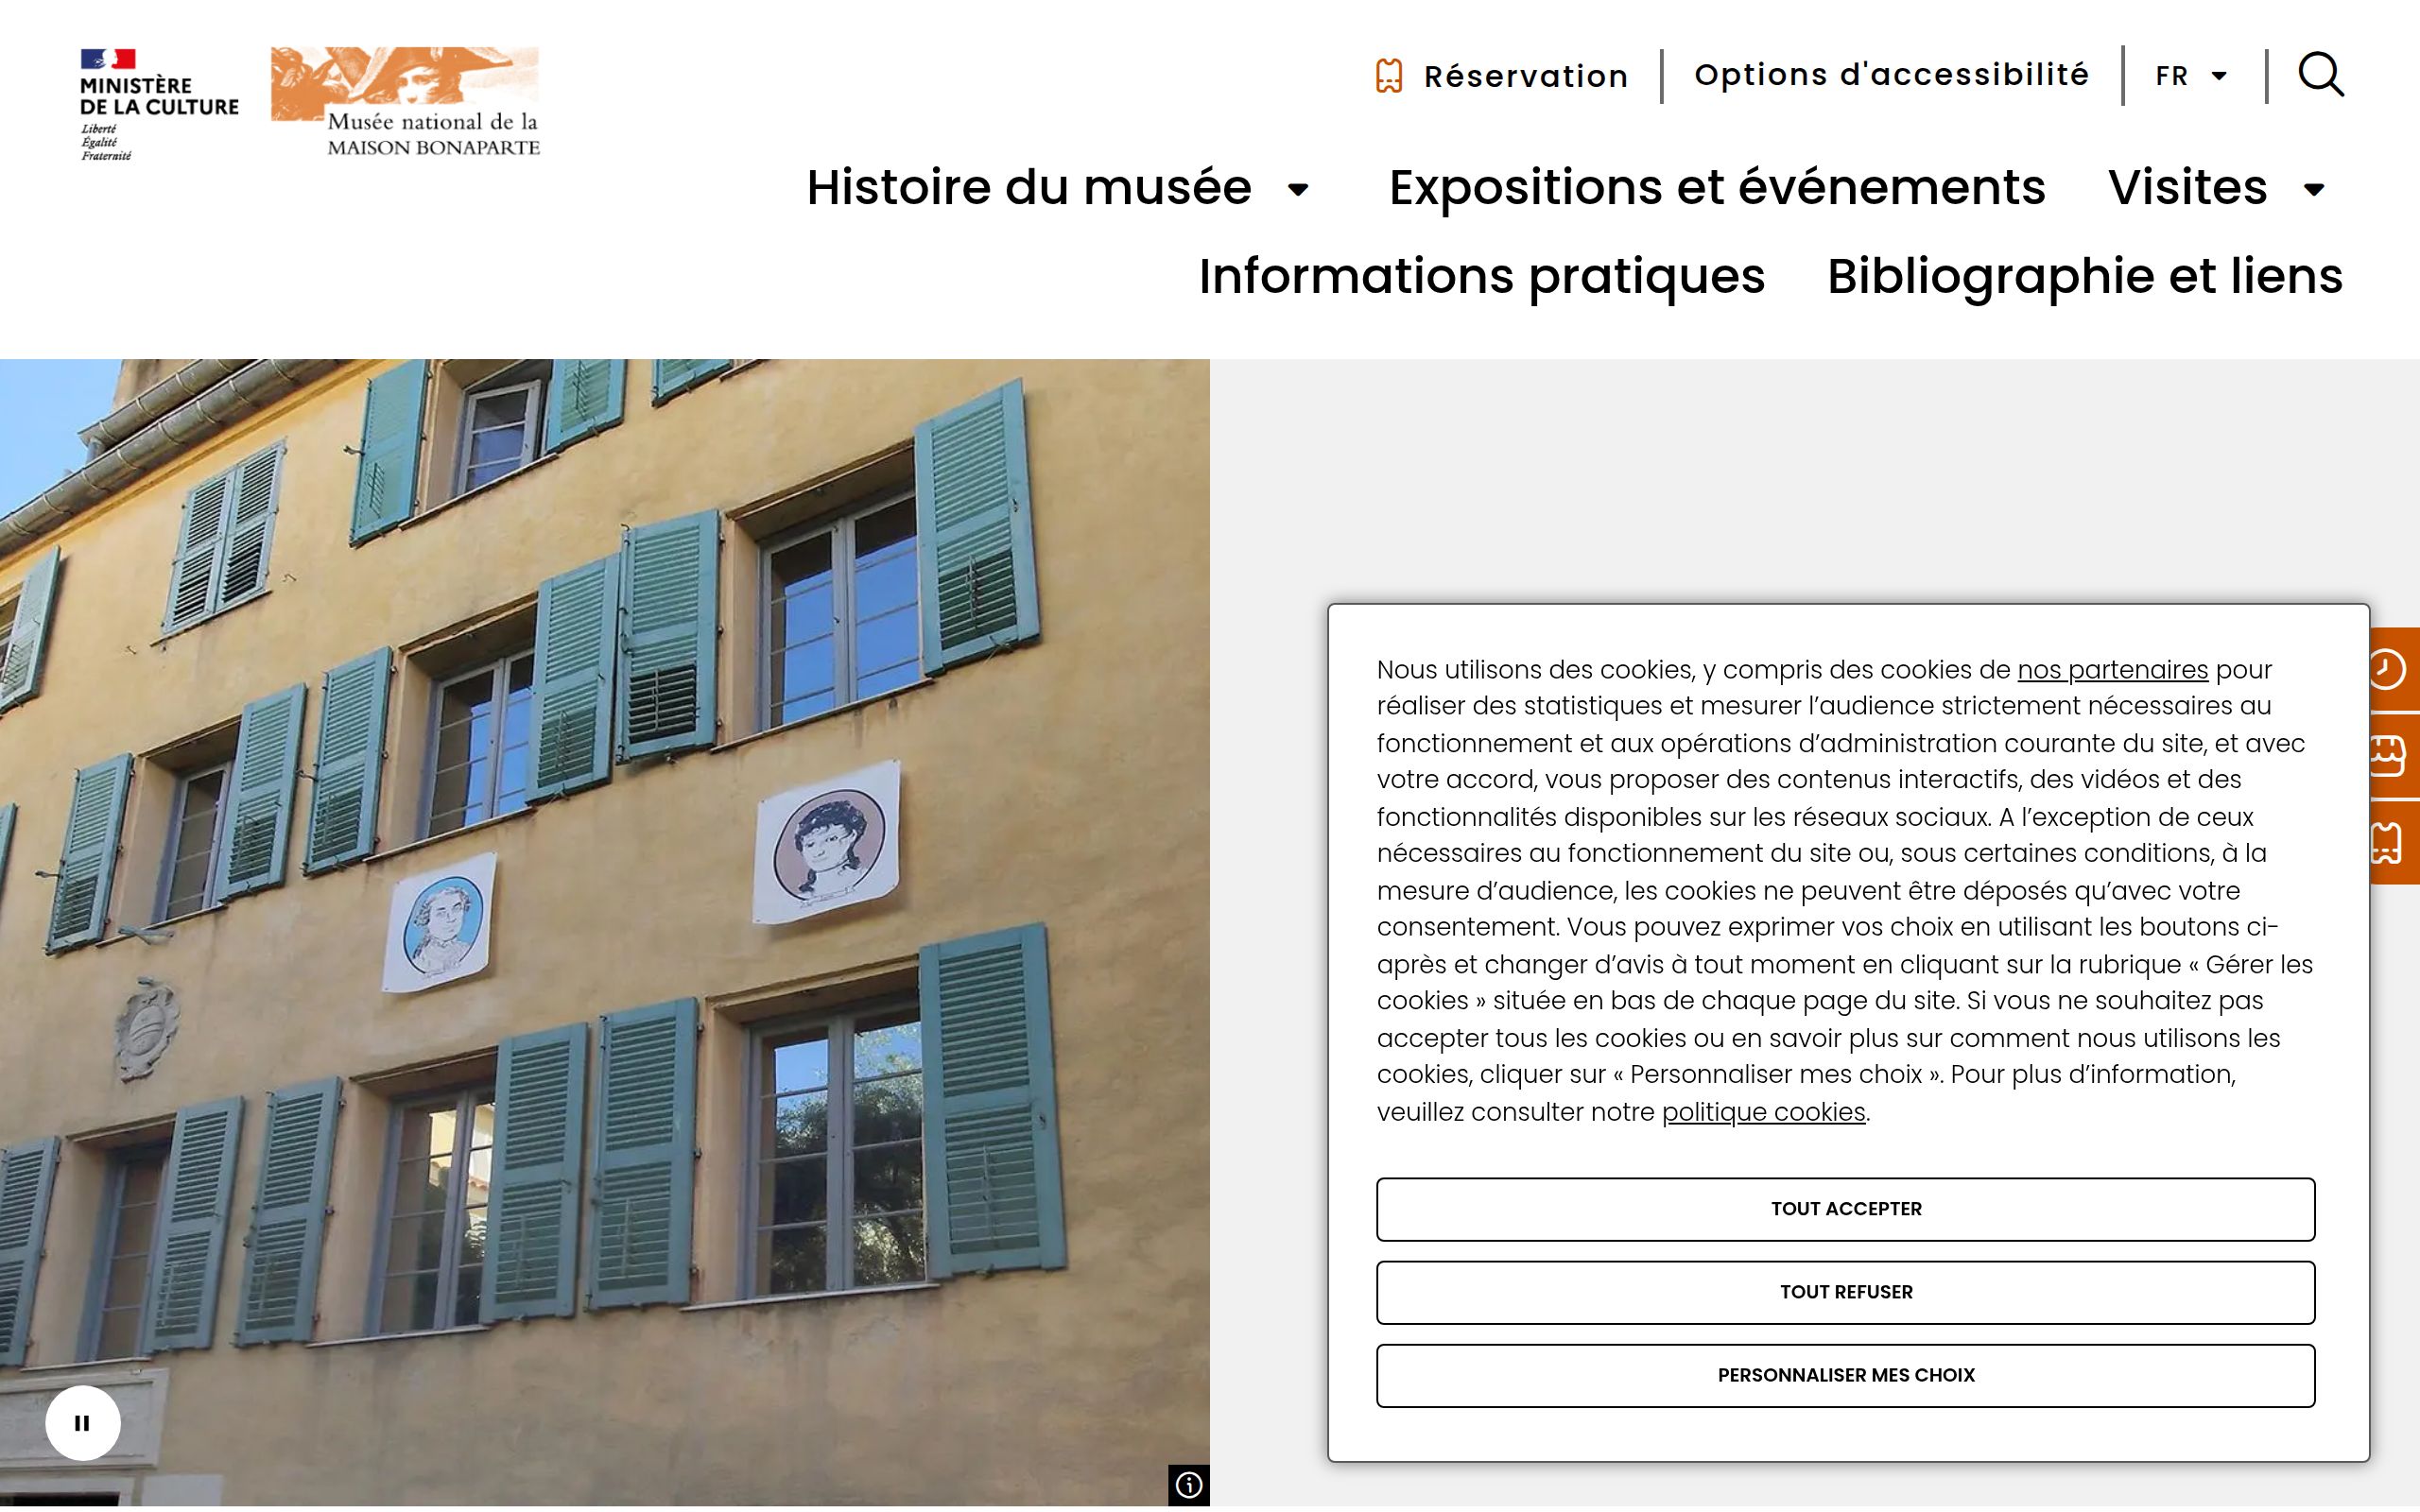 MINISTÈRE
DE LA CULTURE
Liberté
Égalité
Fraternité
Musée national de la
MAISON BONAPARTE
Réservation
Options d'accessibilité
FR
Histoire du musée
Expositions et événements
Visites
Informations pratiques
Bibliographie et liens
Nous utilisons des cookies, y compris des cookies de nos partenaires pour
réaliser des statistiques et mesurer l’audience strictement nécessaires au
fonctionnement et aux opérations d’administration courante du site, et avec
votre accord, vous proposer des contenus interactifs, des vidéos et des
fonctionnalités disponibles sur les réseaux sociaux. A l’exception de ceux
nécessaires au fonctionnement du site ou, sous certaines conditions, à la
mesure d’audience, les cookies ne peuvent être déposés qu’avec votre
consentement. Vous pouvez exprimer vos choix en utilisant les boutons ci-
après et changer d’avis à tout moment en cliquant sur la rubrique « Gérer les
cookies » située en bas de chaque page du site. Si vous ne souhaitez pas
accepter tous les cookies ou en savoir plus sur comment nous utilisons les
cookies, cliquer sur « Personnaliser mes choix ». Pour plus d’information,
veuillez consulter notre politique cookies.
TOUT ACCEPTER
TOUT REFUSER
PERSONNALISER MES CHOIX